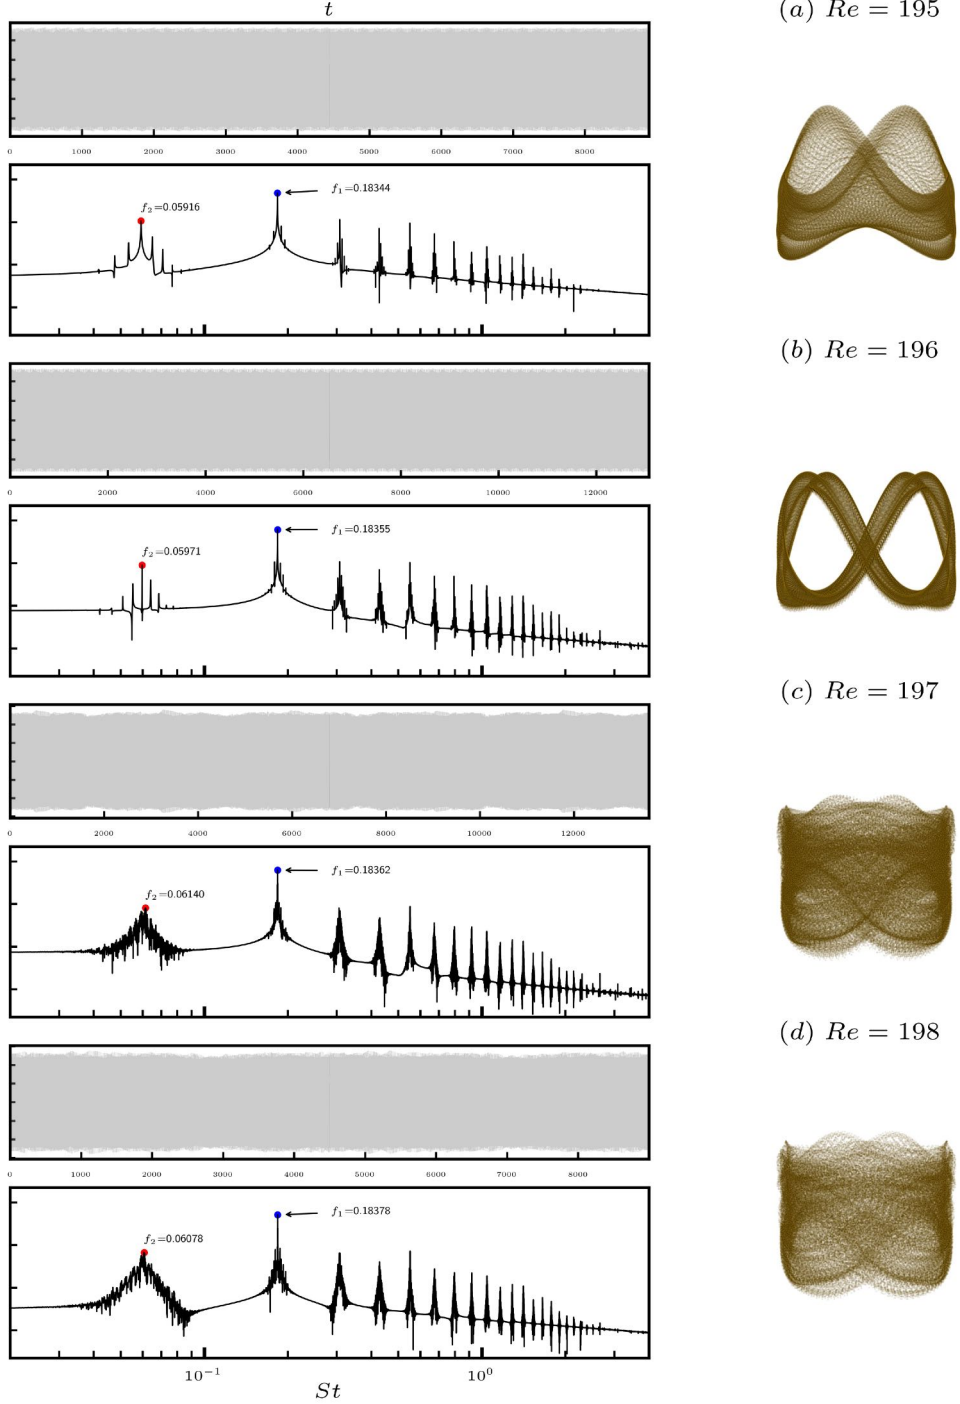 t
(a) Re = 195
0 1000 2000 3000 4000 5000 6000 7000 8000
f₂=0.05916
f₁=0.18344
(b) Re = 196
0 2000 4000 6000 8000 10000 12000
f₂=0.05971
f₁=0.18355
(c) Re = 197
0 2000 4000 6000 8000 10000 12000
f₂=0.06140
f₁=0.18362
(d) Re = 198
0 1000 2000 3000 4000 5000 6000 7000 8000
f₂=0.06078
f₁=0.18378
10⁻¹ 10⁰
St